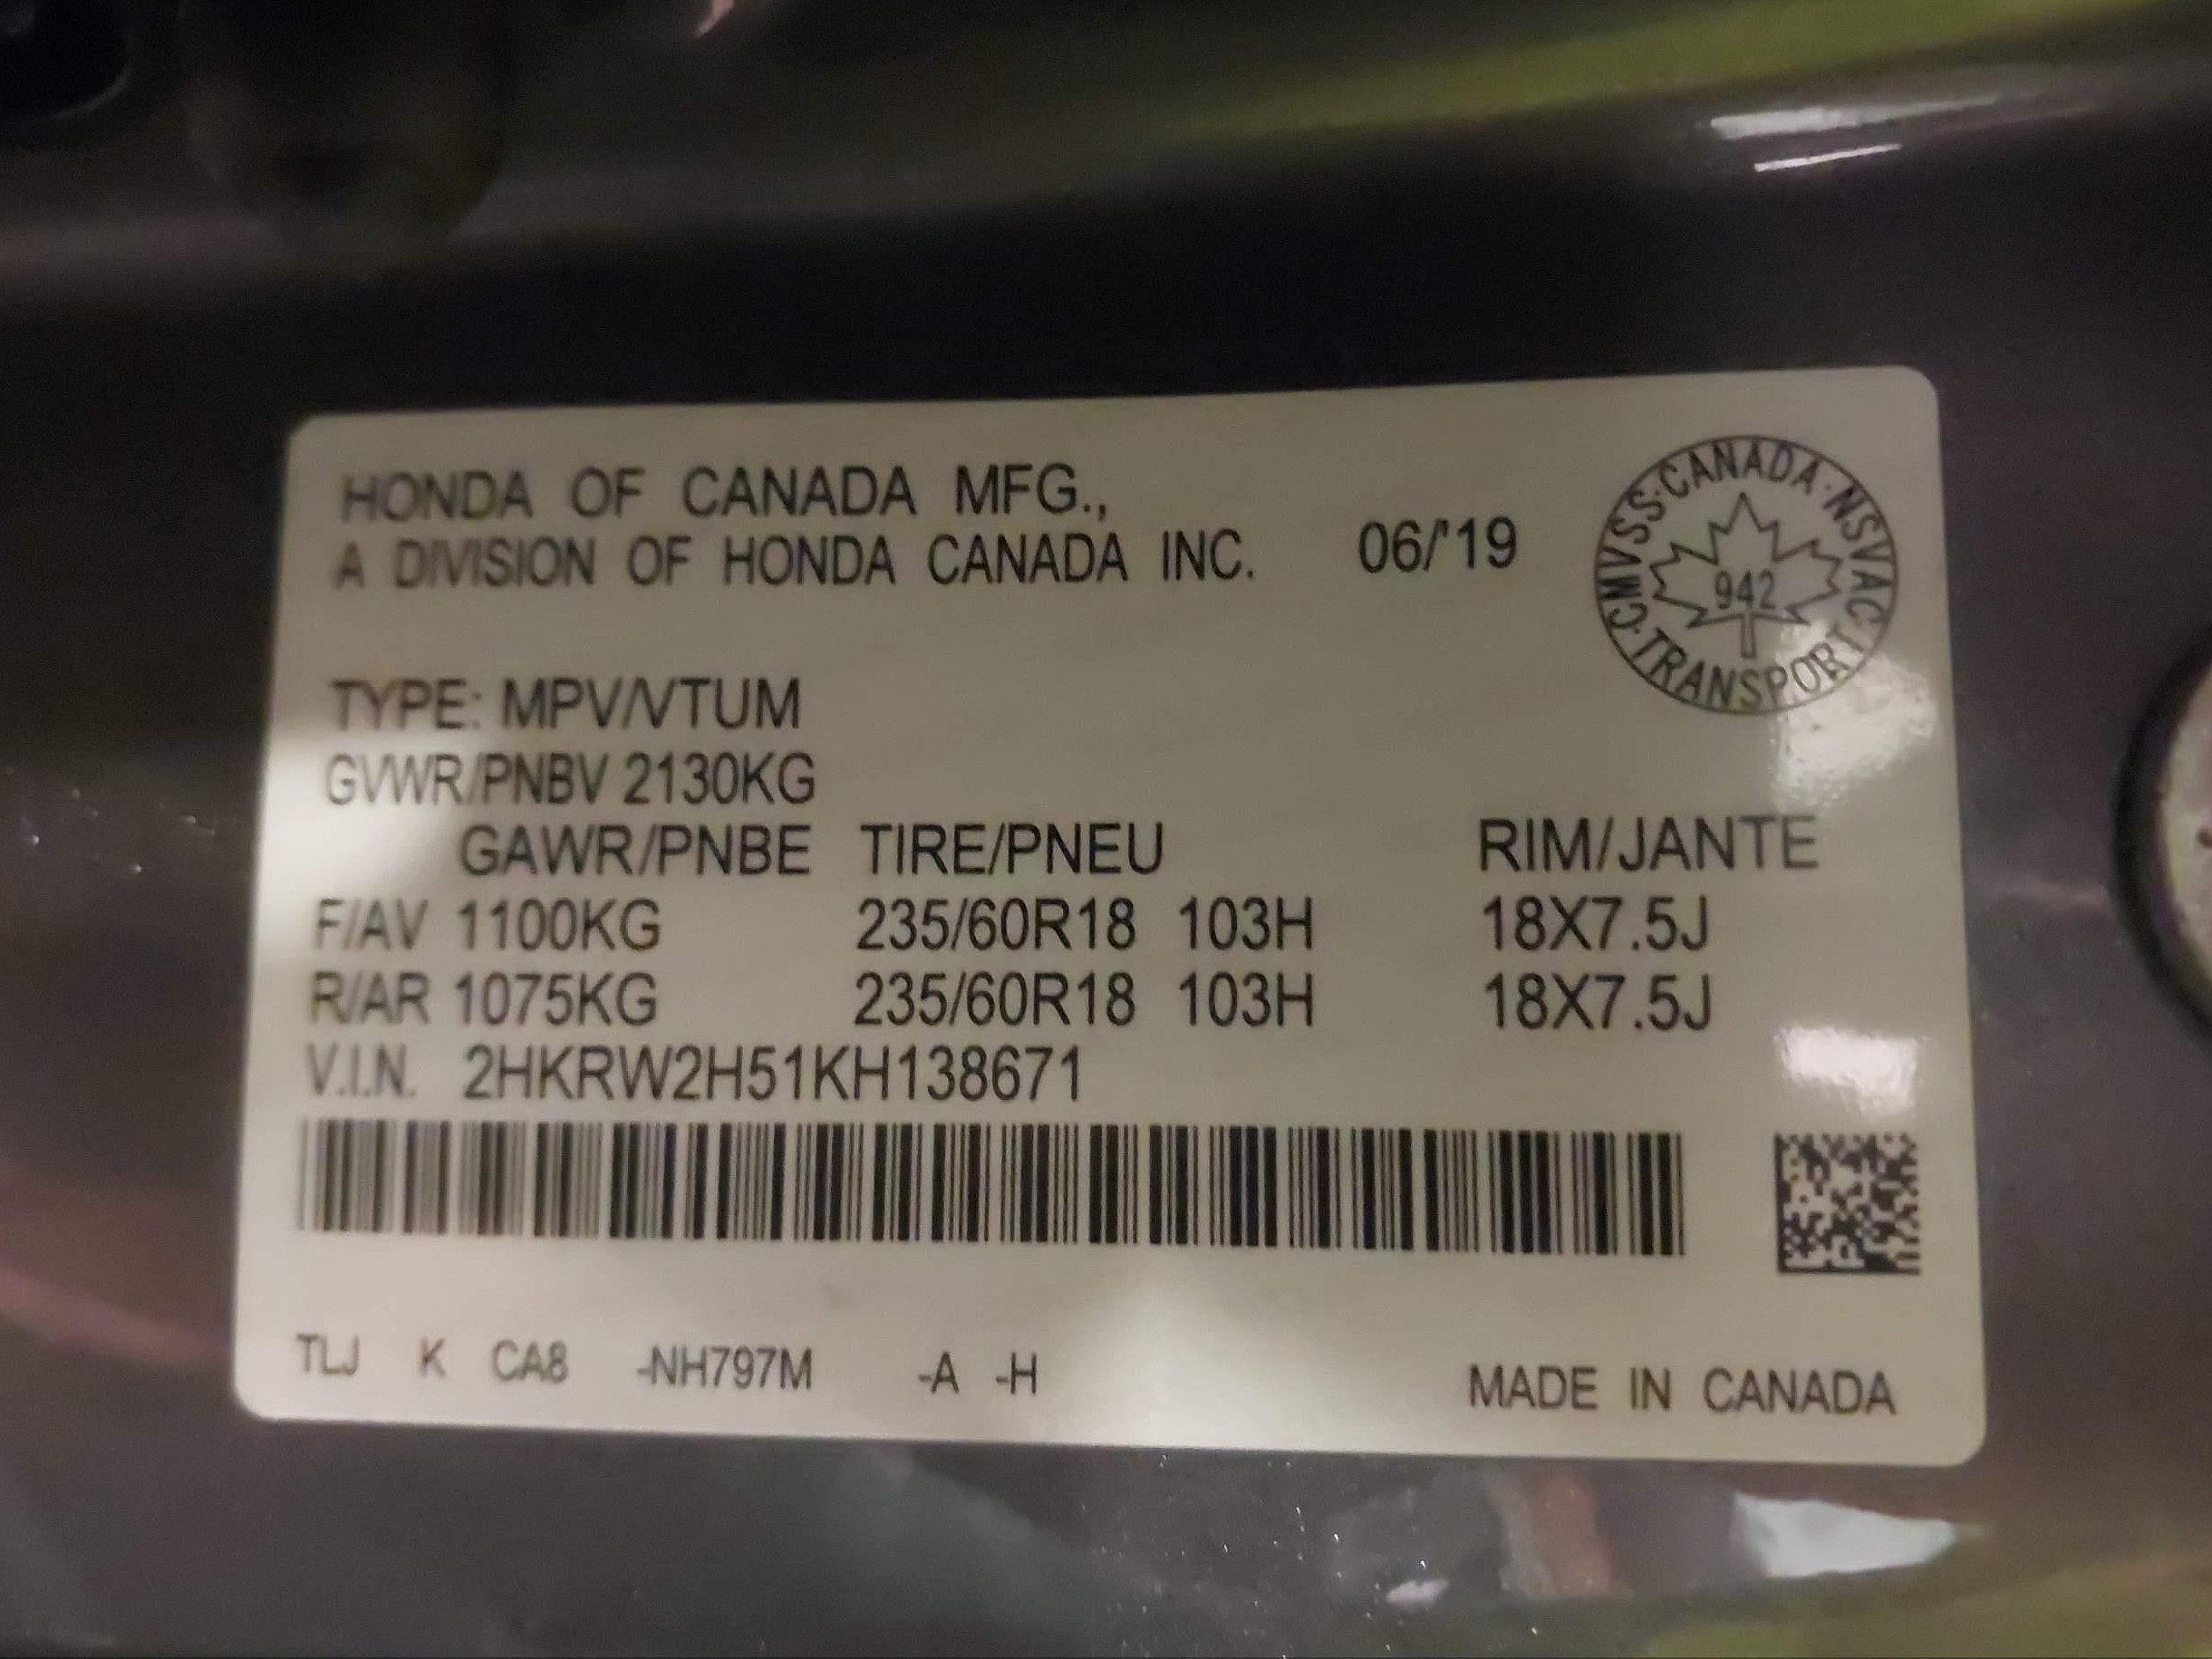 HONDA OF CANADA MFG.,
A DIVISION OF HONDA CANADA INC. 06/'19
CMVSS·CANADA·NSVAC·TRANSPORT·
942
TYPE: MPV/VTUM
GVWR/PNBV 2130KG
GAWR/PNBE TIRE/PNEU RIM/JANTE
F/AV 1100KG 235/60R18 103H 18X7.5J
R/AR 1075KG 235/60R18 103H 18X7.5J
V.I.N. 2HKRW2H51KH138671
TLJ K CA8 -NH797M -A -H MADE IN CANADA